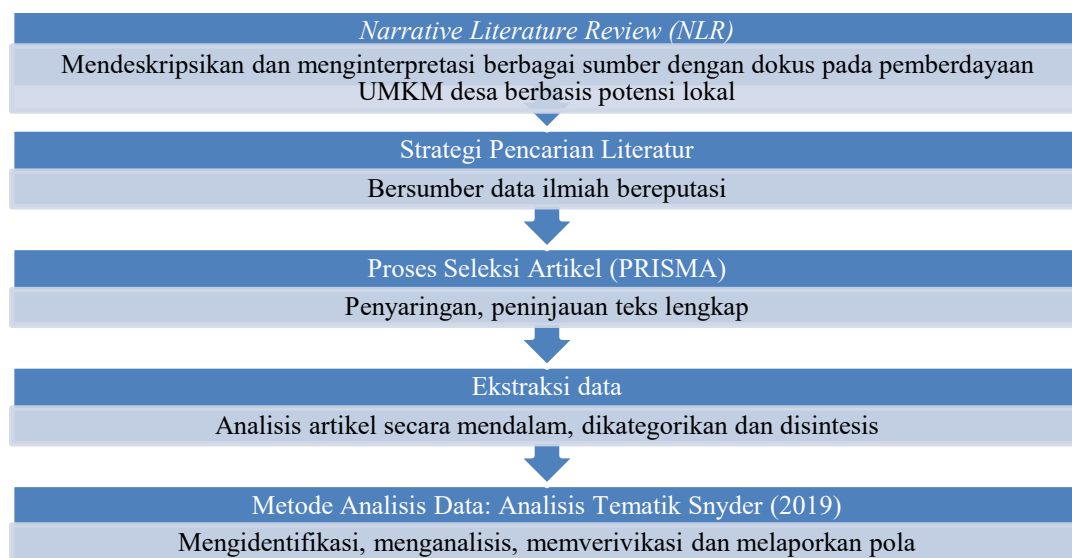 Narrative Literature Review (NLR)
Mendeskripsikan dan menginterpretasi berbagai sumber dengan dokus pada pemberdayaan
UMKM desa berbasis potensi lokal
Strategi Pencarian Literatur
Bersumber data ilmiah bereputasi
Proses Seleksi Artikel (PRISMA)
Penyaringan, peninjauan teks lengkap
Ekstraksi data
Analisis artikel secara mendalam, dikategorikan dan disintesis
Metode Analisis Data: Analisis Tematik Snyder (2019)
Mengidentifikasi, menganalisis, memverivikasi dan melaporkan pola